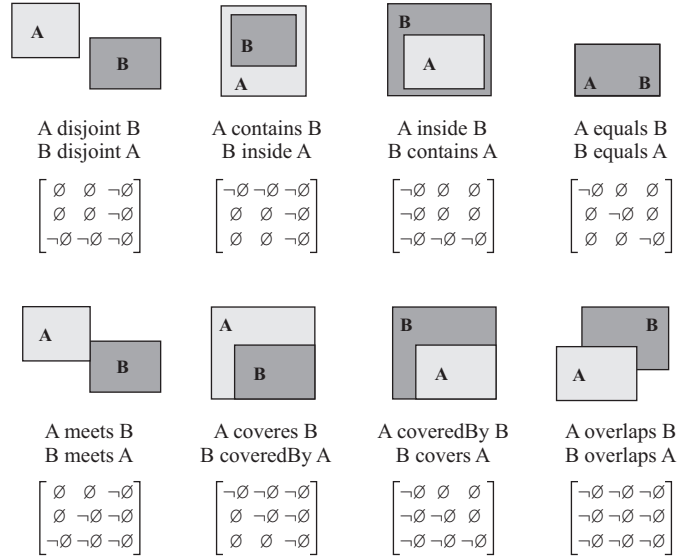 A
B
A disjoint B
B disjoint A
∅ ∅ ¬∅
∅ ∅ ¬∅
¬∅ ¬∅ ¬∅
B
A
A contains B
B inside A
¬∅ ¬∅ ¬∅
∅ ∅ ¬∅
∅ ∅ ¬∅
B
A
A inside B
B contains A
¬∅ ∅ ∅
¬∅ ∅ ∅
¬∅ ¬∅ ¬∅
A B
A equals B
B equals A
¬∅ ∅ ∅
∅ ¬∅ ∅
∅ ∅ ¬∅
A
B
A meets B
B meets A
∅ ∅ ¬∅
∅ ¬∅ ¬∅
¬∅ ¬∅ ¬∅
A
B
A coveres B
B coveredBy A
¬∅ ¬∅ ¬∅
∅ ¬∅ ¬∅
∅ ∅ ¬∅
B
A
A coveredBy B
B covers A
¬∅ ∅ ∅
¬∅ ¬∅ ∅
¬∅ ¬∅ ¬∅
B
A
A overlaps B
B overlaps A
¬∅ ¬∅ ¬∅
¬∅ ¬∅ ¬∅
¬∅ ¬∅ ¬∅